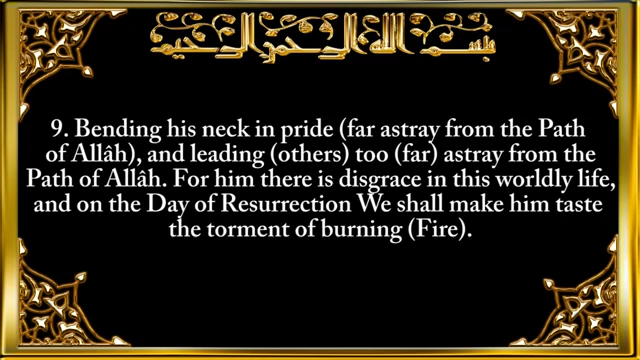 بسم الله الرحمن الرحيم
9. Bending his neck in pride (far astray from the Path
of Allâh), and leading (others) too (far) astray from the
Path of Allâh. For him there is disgrace in this worldly life,
and on the Day of Resurrection We shall make him taste
the torment of burning (Fire).